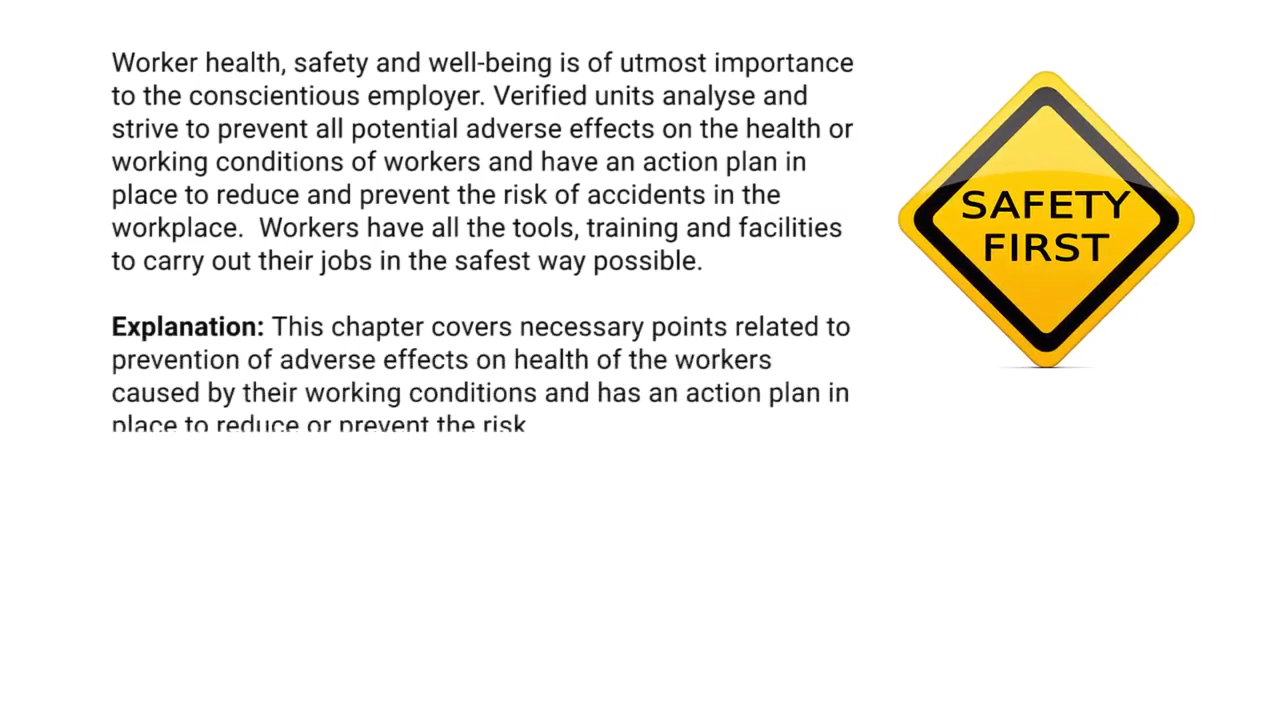 Worker health, safety and well-being is of utmost importance
to the conscientious employer. Verified units analyse and
strive to prevent all potential adverse effects on the health or
working conditions of workers and have an action plan in
place to reduce and prevent the risk of accidents in the
workplace.  Workers have all the tools, training and facilities
to carry out their jobs in the safest way possible.
Explanation: This chapter covers necessary points related to
prevention of adverse effects on health of the workers
caused by their working conditions and has an action plan in
place to reduce or prevent the risk
SAFETY
FIRST